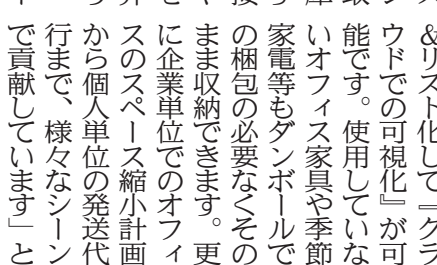 ＆リスト化して『クラ
ウドでの可視化』が可
能です。使用していな
いオフィス家具や季節
家電等もダンボールで
の梱包の必要なくその
まま収納できます。更
に企業単位でのオフィ
スのスペース縮小計画
から個人単位の発送代
行まで、様々なシーン
で貢献しています」と